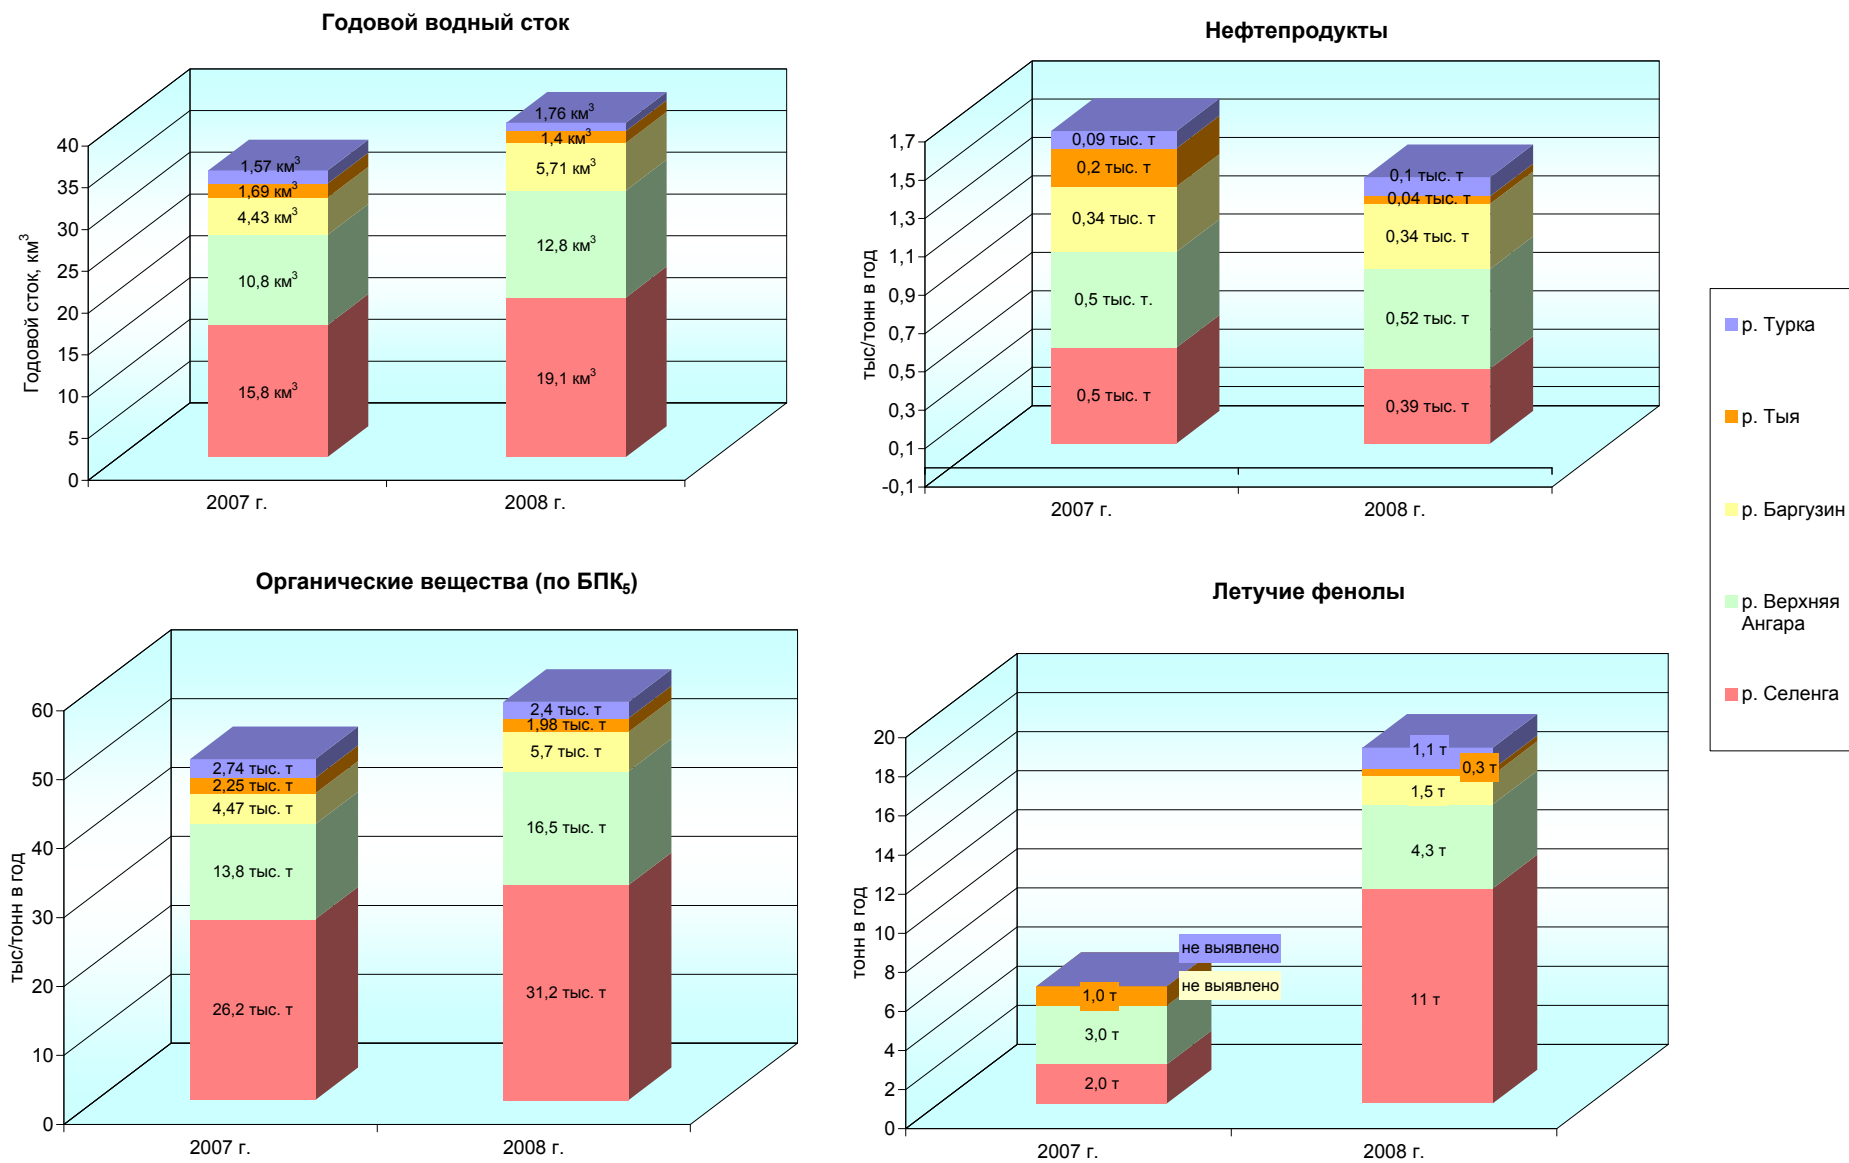 Годовой водный сток
Годовой сток, км³
40
35
30
25
20
15
10
5
0
1,57 км³
1,69 км³
4,43 км³
10,8 км³
15,8 км³
1,76 км³
1,4 км³
5,71 км³
12,8 км³
19,1 км³
2007 г.
2008 г.
Нефтепродукты
тыс/тонн в год
1,7
1,5
1,3
1,1
0,9
0,7
0,5
0,3
0,1
-0,1
0,09 тыс. т
0,2 тыс. т
0,34 тыс. т
0,5 тыс. т.
0,5 тыс. т
0,1 тыс. т
0,04 тыс. т
0,34 тыс. т
0,52 тыс. т
0,39 тыс. т
2007 г.
2008 г.
р. Турка
р. Тыя
р. Баргузин
р. Верхняя
Ангара
р. Селенга
Органические вещества (по БПК₅)
тыс/тонн в год
60
50
40
30
20
10
0
2,74 тыс. т
2,25 тыс. т
4,47 тыс. т
13,8 тыс. т
26,2 тыс. т
2,4 тыс. т
1,98 тыс. т
5,7 тыс. т
16,5 тыс. т
31,2 тыс. т
2007 г.
2008 г.
Летучие фенолы
тонн в год
20
18
16
14
12
10
8
6
4
2
0
не выявлено
не выявлено
1,0 т
3,0 т
2,0 т
1,1 т
0,3 т
1,5 т
4,3 т
11 т
2007 г.
2008 г.